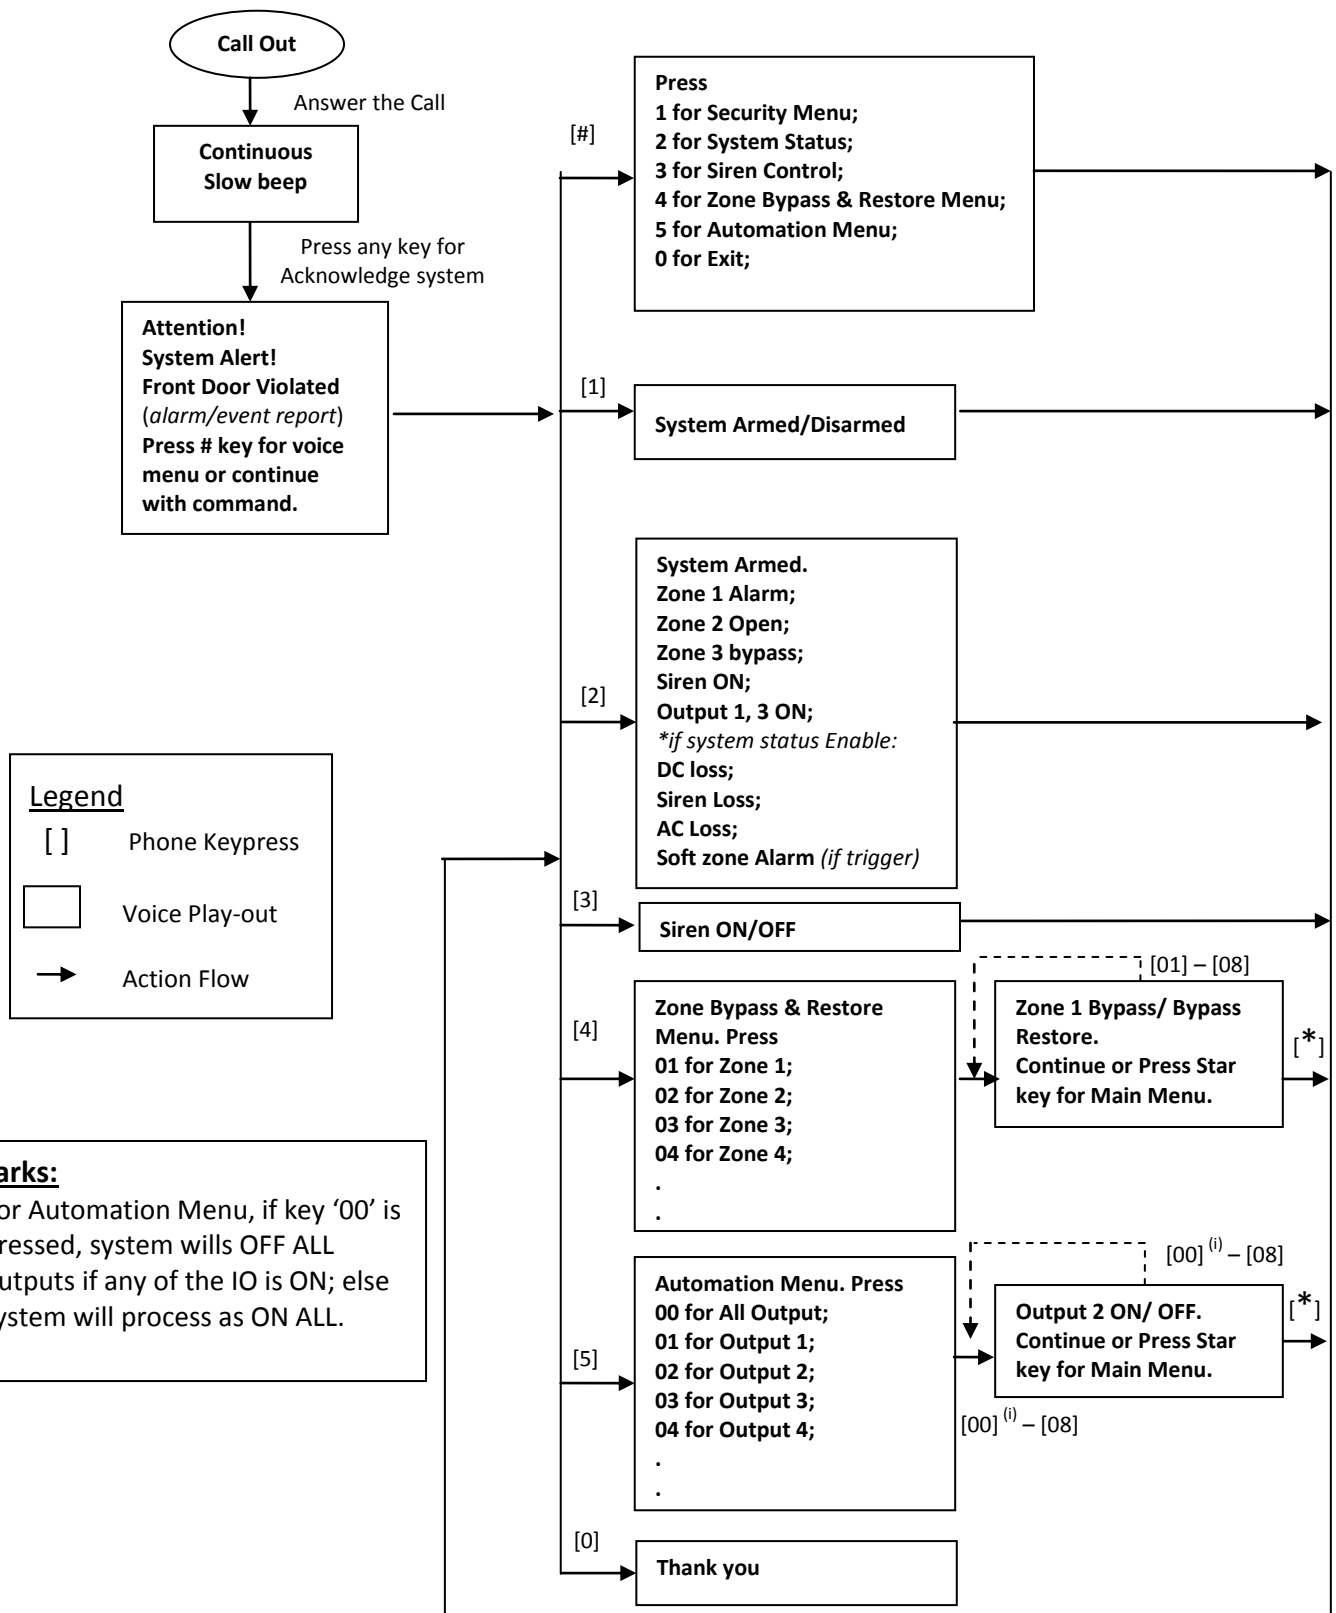 Call Out
Answer the Call
Continuous
Slow beep
Press any key for
Acknowledge system
Attention!
System Alert!
Front Door Violated
(alarm/event report)
Press # key for voice
menu or continue
with command.
[#]
Press
1 for Security Menu;
2 for System Status;
3 for Siren Control;
4 for Zone Bypass & Restore Menu;
5 for Automation Menu;
0 for Exit;
[1]
System Armed/Disarmed
[2]
System Armed.
Zone 1 Alarm;
Zone 2 Open;
Zone 3 bypass;
Siren ON;
Output 1, 3 ON;
*if system status Enable:
DC loss;
Siren Loss;
AC Loss;
Soft zone Alarm (if trigger)
Legend
[ ] Phone Keypress
Voice Play-out
Action Flow
[3]
Siren ON/OFF
[4]
Zone Bypass & Restore
Menu. Press
01 for Zone 1;
02 for Zone 2;
03 for Zone 3;
04 for Zone 4;
.
.
[01] – [08]
Zone 1 Bypass/ Bypass
Restore.
Continue or Press Star
key for Main Menu.
[*]
arks:
or Automation Menu, if key ‘00’ is
ressed, system wills OFF ALL
utputs if any of the IO is ON; else
ystem will process as ON ALL.
[5]
Automation Menu. Press
00 for All Output;
01 for Output 1;
02 for Output 2;
03 for Output 3;
04 for Output 4;
.
.
[00] (i) – [08]
Output 2 ON/ OFF.
Continue or Press Star
key for Main Menu.
[*]
[00] (i) – [08]
[0]
Thank you